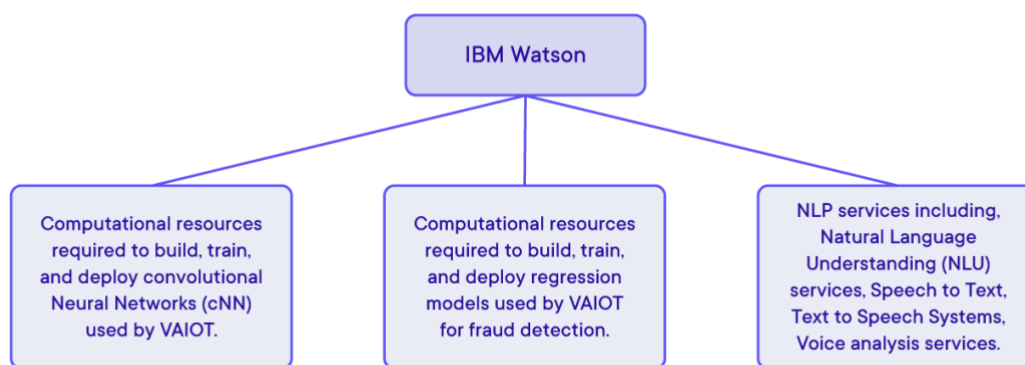 IBM Watson
Computational resources
required to build, train,
and deploy convolutional
Neural Networks (cNN)
used by VAIOT.
Computational resources
required to build, train,
and deploy regression
models used by VAIOT
for fraud detection.
NLP services including,
Natural Language
Understanding (NLU)
services, Speech to Text,
Text to Speech Systems,
Voice analysis services.